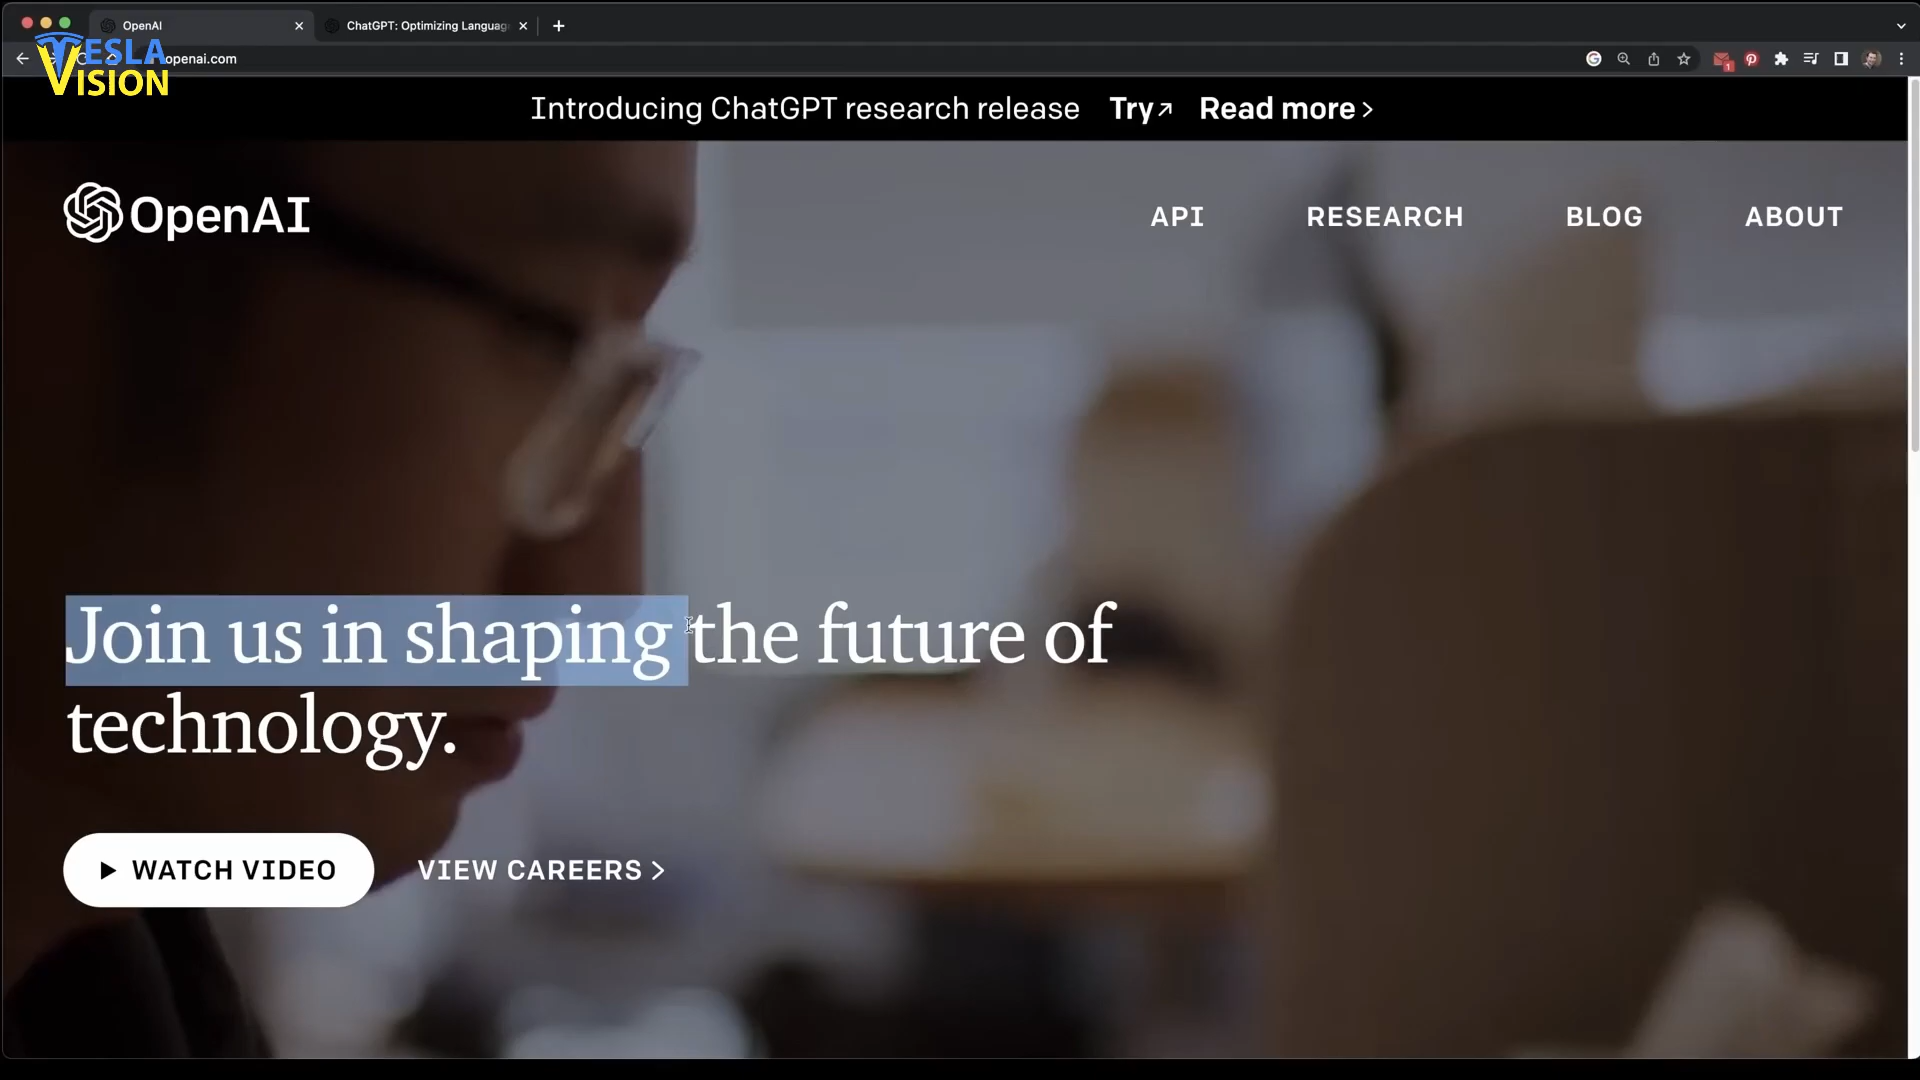 OpenAI
ChatGPT: Optimizing Languag
TESLA
VISION
openai.com
1
Introducing ChatGPT research release Try↗ Read more >
OpenAI
API RESEARCH BLOG ABOUT
Join us in shaping the future of
technology.
WATCH VIDEO
VIEW CAREERS >